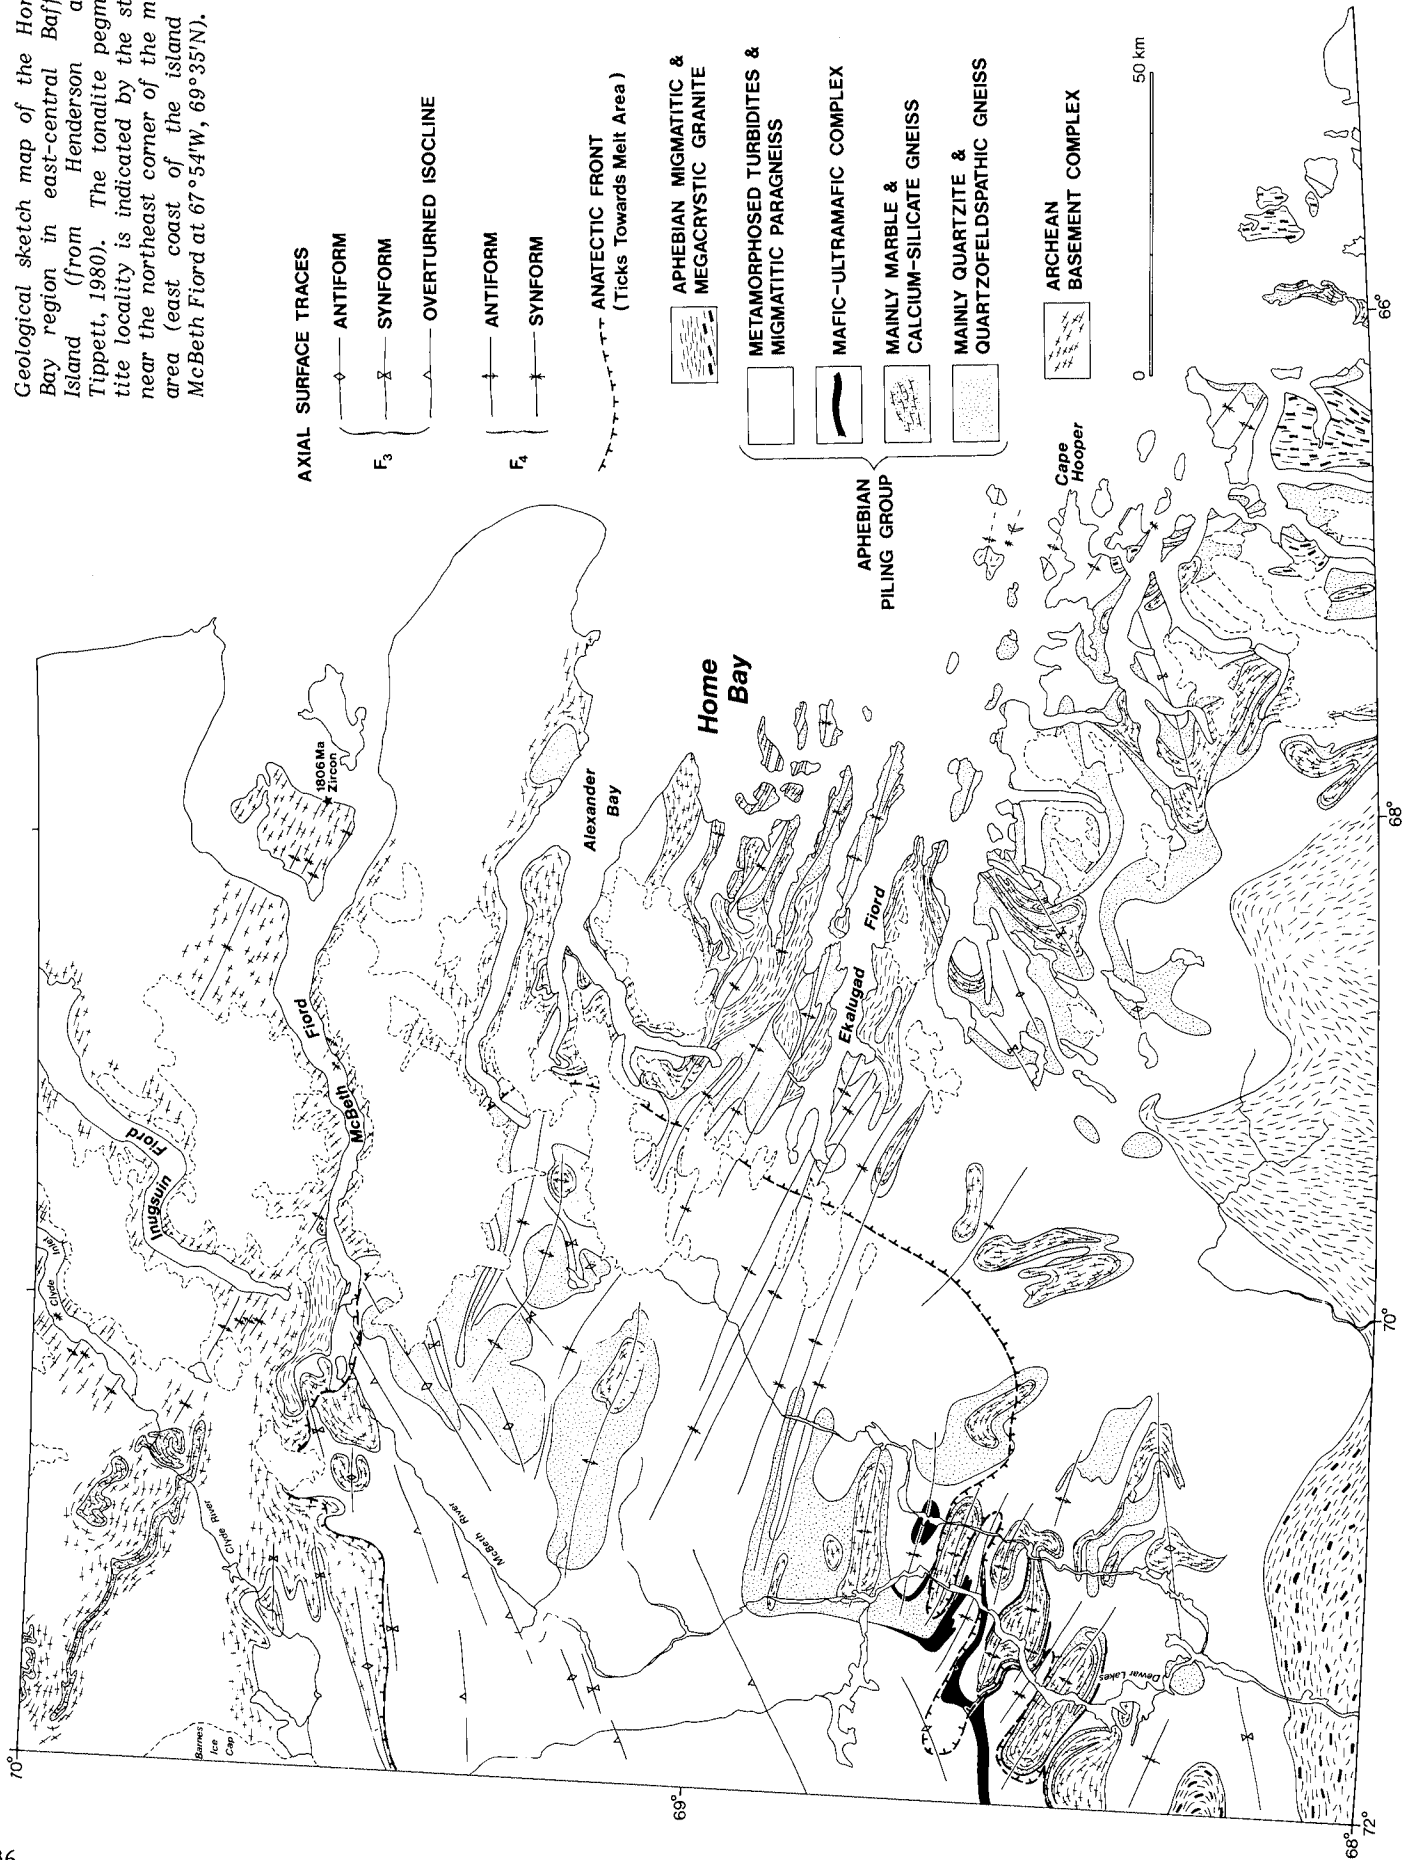 Geological sketch map of the
Bay region in east-central
Island (from Henderson
Tippett, 1980). The tonalite
tite locality is indicated by the
near the northeast corner of the
area (east coast of the island
McBeth Fiord at 67°54'W, 69°35'N).
AXIAL SURFACE TRACES
F3
ANTIFORM
SYNFORM
OVERTURNED ISOCLINE
F4
ANTIFORM
SYNFORM
ANATECTIC FRONT
(Ticks Towards Melt Area)
APHEBIAN MIGMATITIC &
MEGACRYSTIC GRANITE
APHEBIAN
PILING GROUP
METAMORPHOSED TURBIDITES &
MIGMATITIC PARAGNEISS
MAFIC-ULTRAMAFIC COMPLEX
MAINLY MARBLE &
CALCIUM-SILICATE GNEISS
MAINLY QUARTZITE &
QUARTZOFELDSPATHIC GNEISS
ARCHEAN
BASEMENT COMPLEX
0
50 km
70°
Barnes
Ice
Cap
Clyde River
Clyde
Inlet
Inugsuin
Fiord
McBeth
Fiord
1806Ma
Zircon
McBeth
River
Alexander
Bay
Home
Bay
Ekalugad
Fiord
Cape
Hooper
Dewar Lakes
69°
68°
72°
70°
68°
66°
86